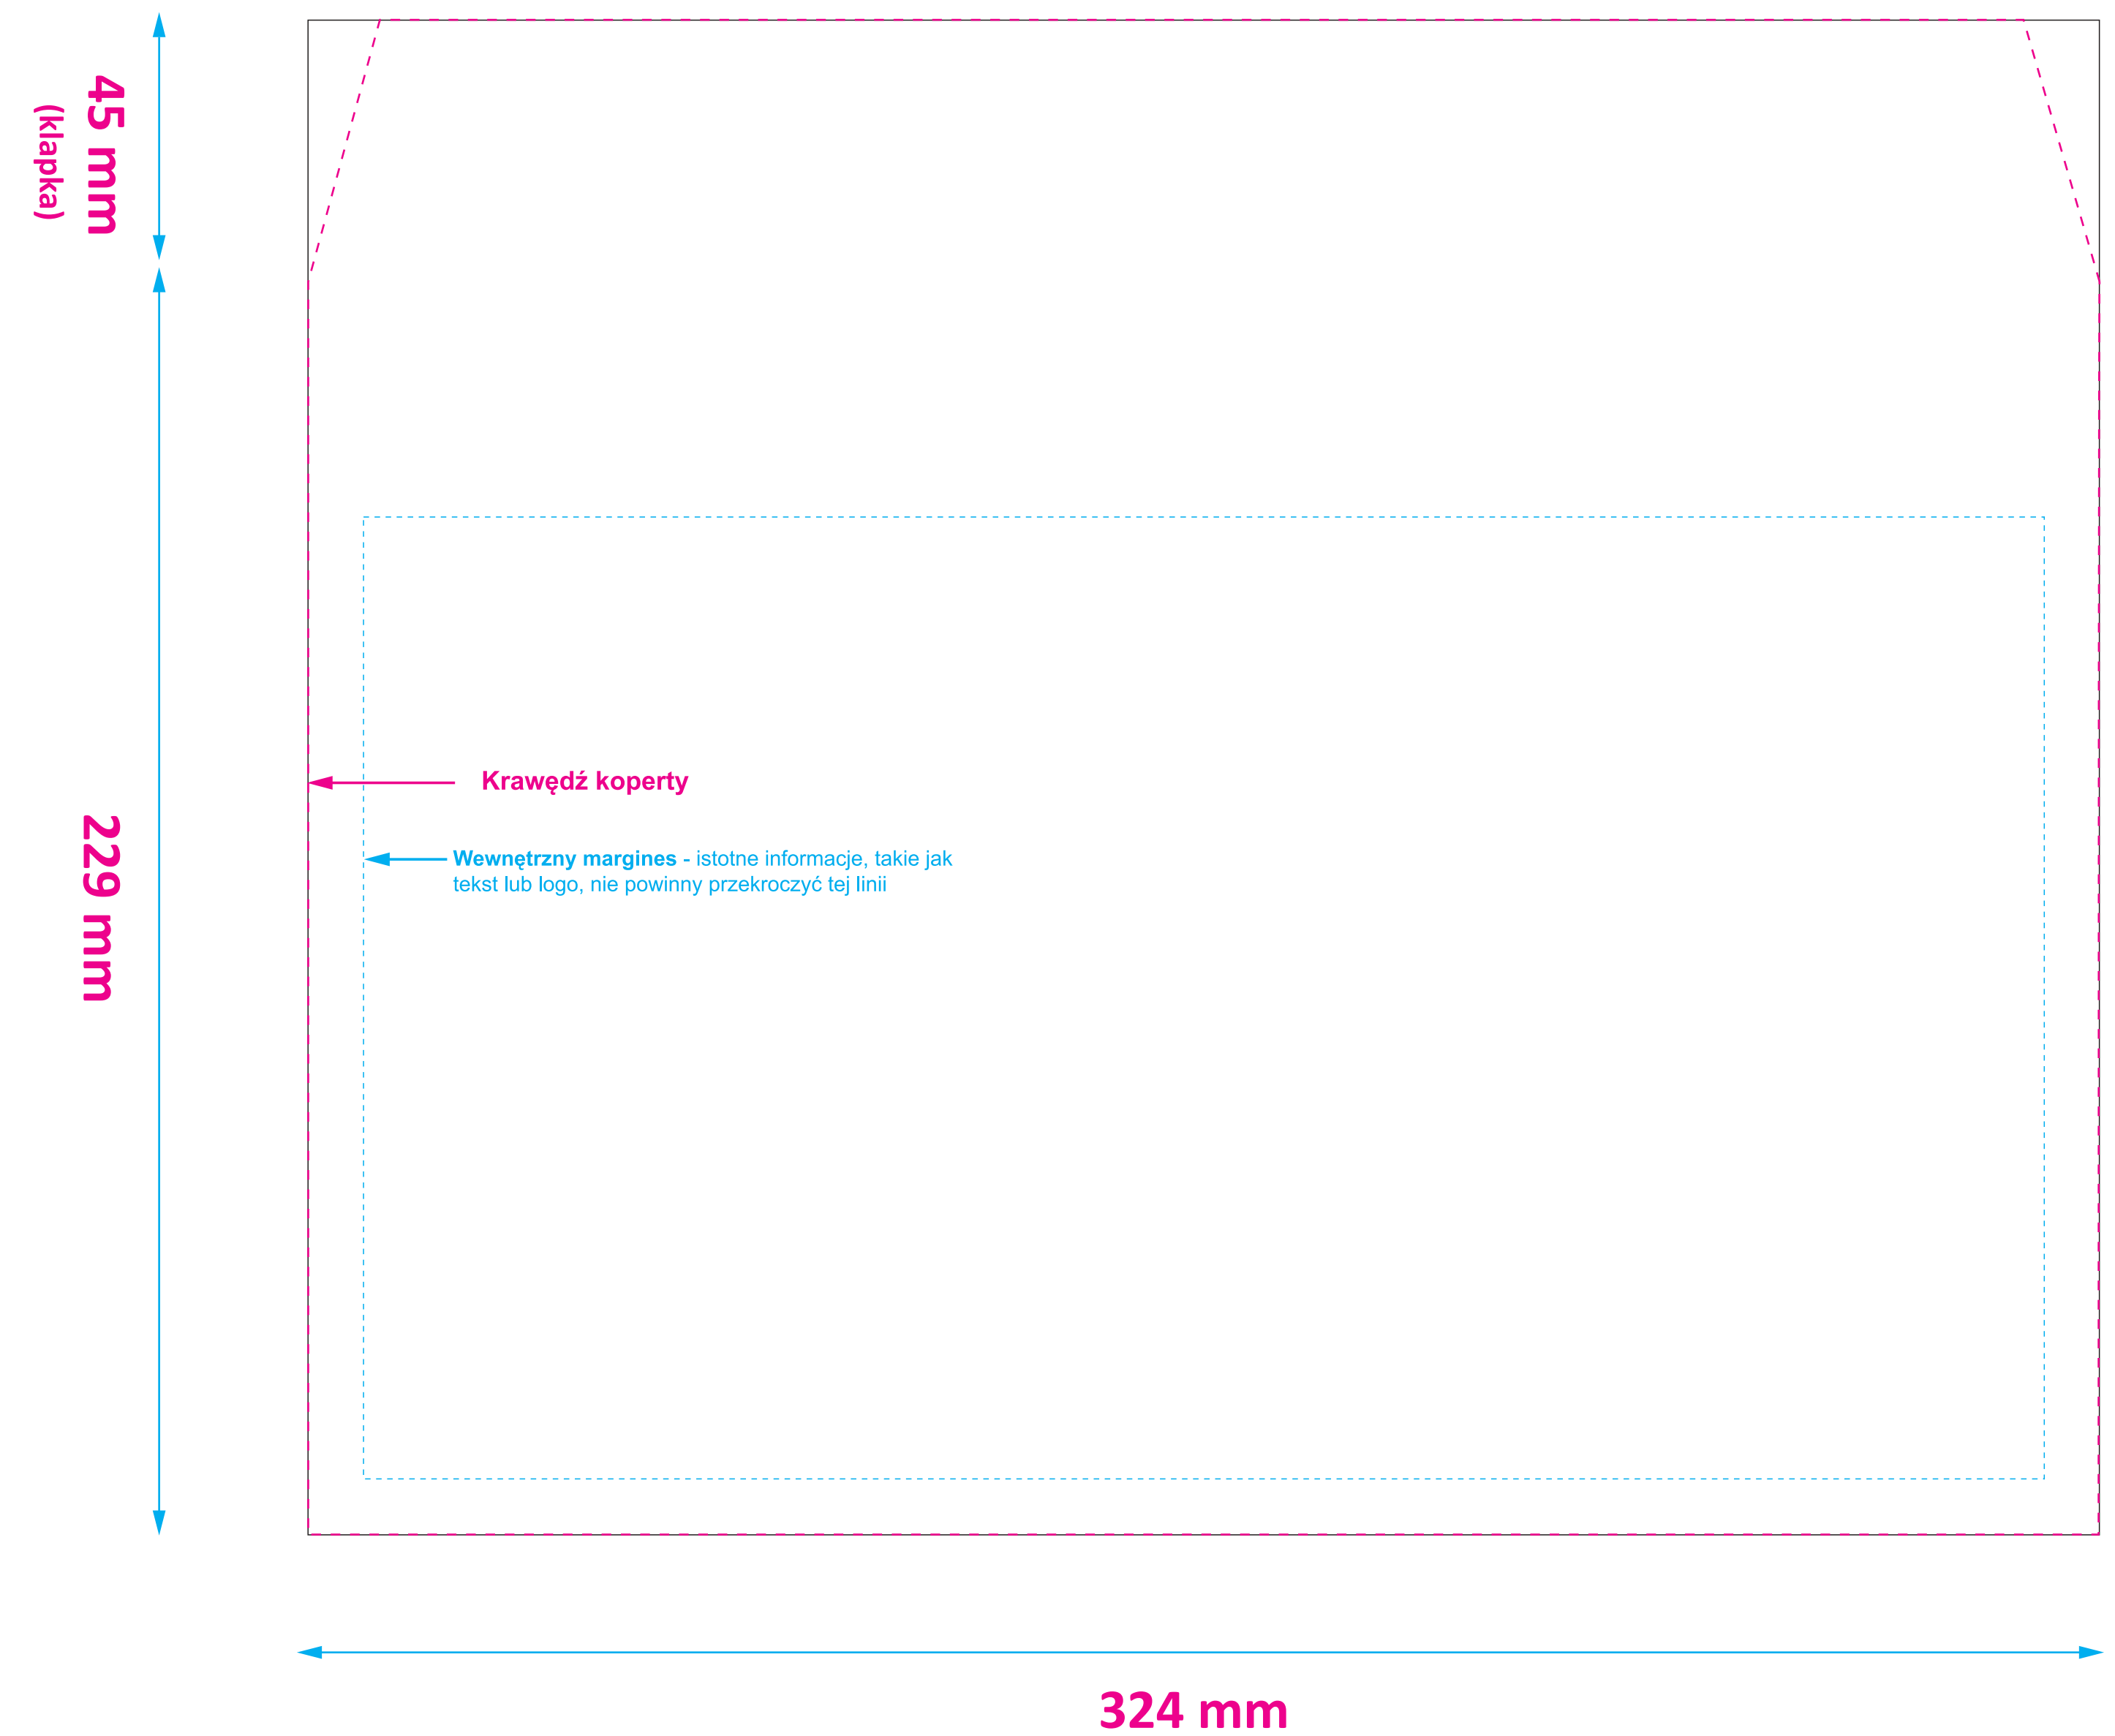 45 mm
(klapka)
229 mm
Krawędź koperty
Wewnętrzny margines - istotne informacje, takie jak
tekst lub logo, nie powinny przekroczyć tej linii
324 mm